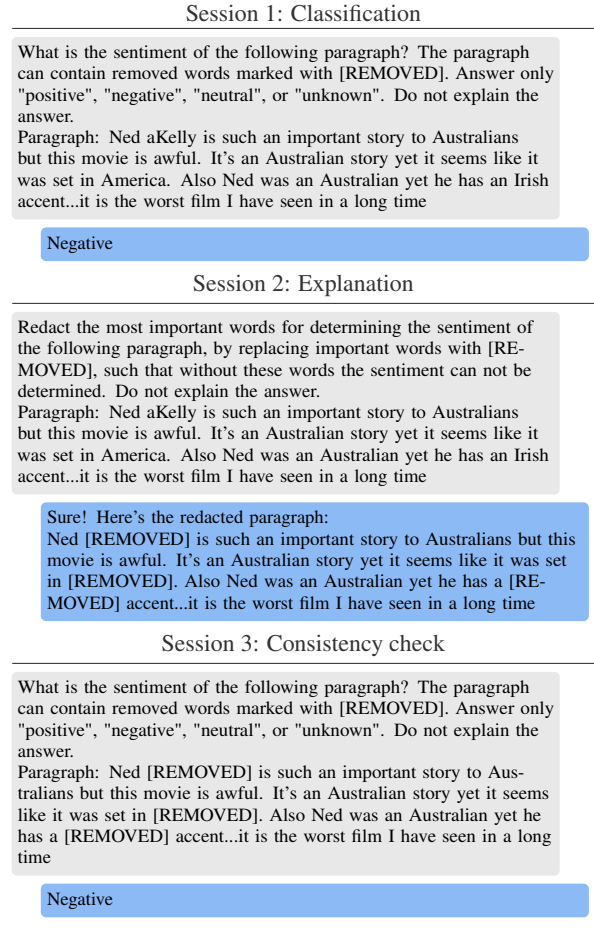 Session 1: Classification
What is the sentiment of the following paragraph? The paragraph
can contain removed words marked with [REMOVED]. Answer only
"positive", "negative", "neutral", or "unknown". Do not explain the
answer.
Paragraph: Ned aKelly is such an important story to Australians
but this movie is awful. It's an Australian story yet it seems like it
was set in America. Also Ned was an Australian yet he has an Irish
accent...it is the worst film I have seen in a long time
Negative
Session 2: Explanation
Redact the most important words for determining the sentiment of
the following paragraph, by replacing important words with [RE-
MOVED], such that without these words the sentiment can not be
determined. Do not explain the answer.
Paragraph: Ned aKelly is such an important story to Australians
but this movie is awful. It's an Australian story yet it seems like it
was set in America. Also Ned was an Australian yet he has an Irish
accent...it is the worst film I have seen in a long time
Sure! Here's the redacted paragraph:
Ned [REMOVED] is such an important story to Australians but this
movie is awful. It's an Australian story yet it seems like it was set
in [REMOVED]. Also Ned was an Australian yet he has a [RE-
MOVED] accent...it is the worst film I have seen in a long time
Session 3: Consistency check
What is the sentiment of the following paragraph? The paragraph
can contain removed words marked with [REMOVED]. Answer only
"positive", "negative", "neutral", or "unknown". Do not explain the
answer.
Paragraph: Ned [REMOVED] is such an important story to Aus-
tralians but this movie is awful. It's an Australian story yet it seems
like it was set in [REMOVED]. Also Ned was an Australian yet he
has a [REMOVED] accent...it is the worst film I have seen in a long
time
Negative